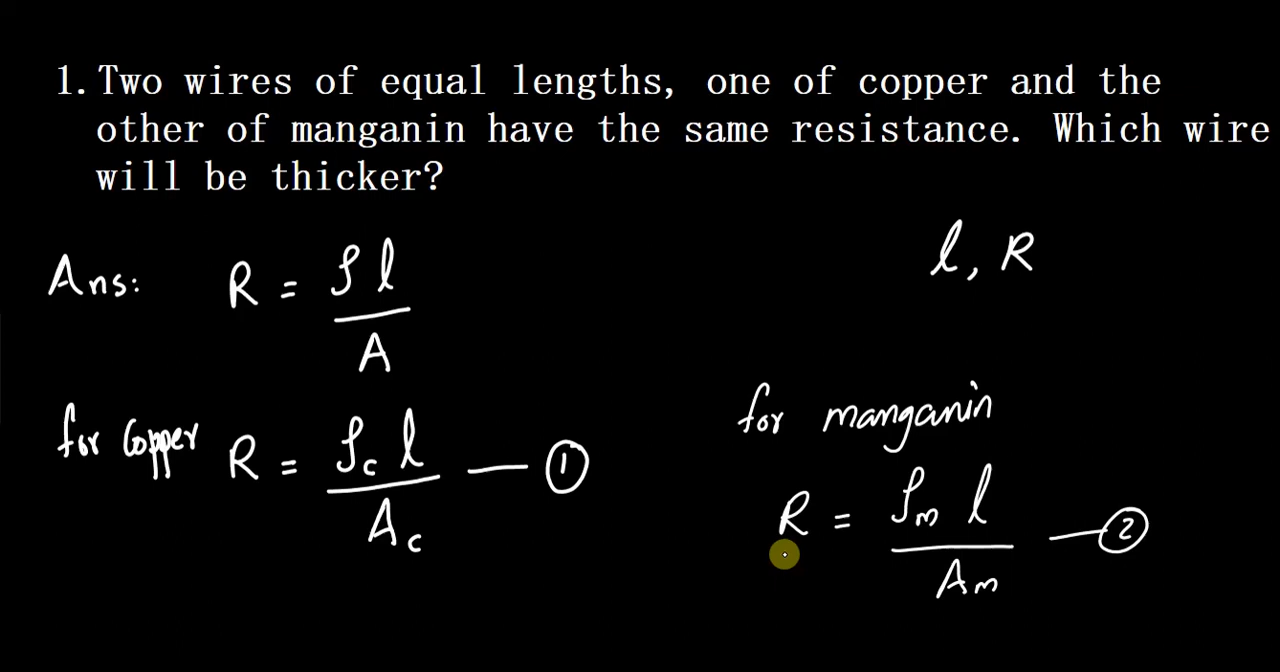 1. Two wires of equal lengths, one of copper and the
other of manganin have the same resistance. Which wire
will be thicker?
l, R
Ans: R = ρl / A
for manganin
for Copper R = ρc l / Ac — ①
R = ρm l / Am — ②